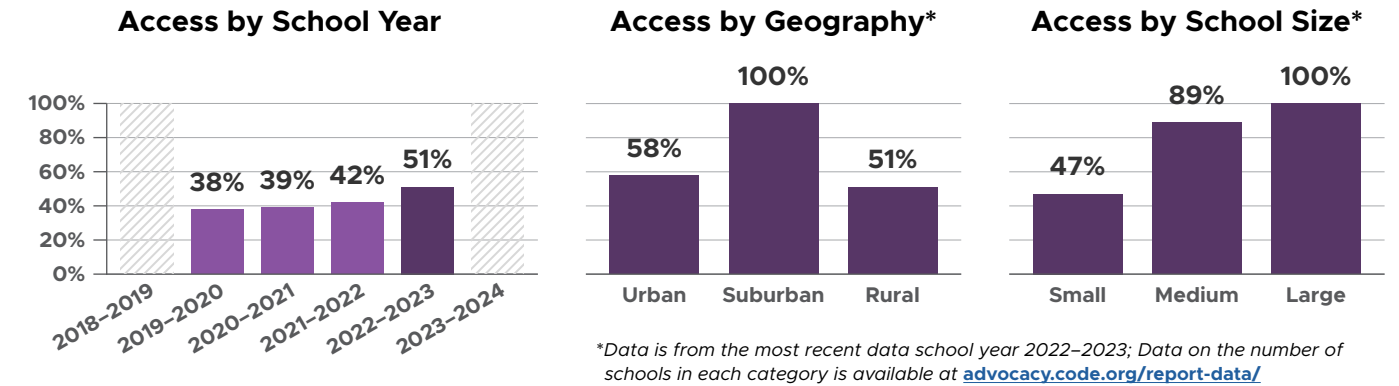 Access by School Year
100%
80%
60%
40%
20%
0%
38%
39%
42%
51%
2018–2019
2019–2020
2020–2021
2021–2022
2022–2023
2023–2024
Access by Geography*
58%
100%
51%
Urban
Suburban
Rural
Access by School Size*
47%
89%
100%
Small
Medium
Large
*Data is from the most recent data school year 2022–2023; Data on the number of
schools in each category is available at advocacy.code.org/report-data/